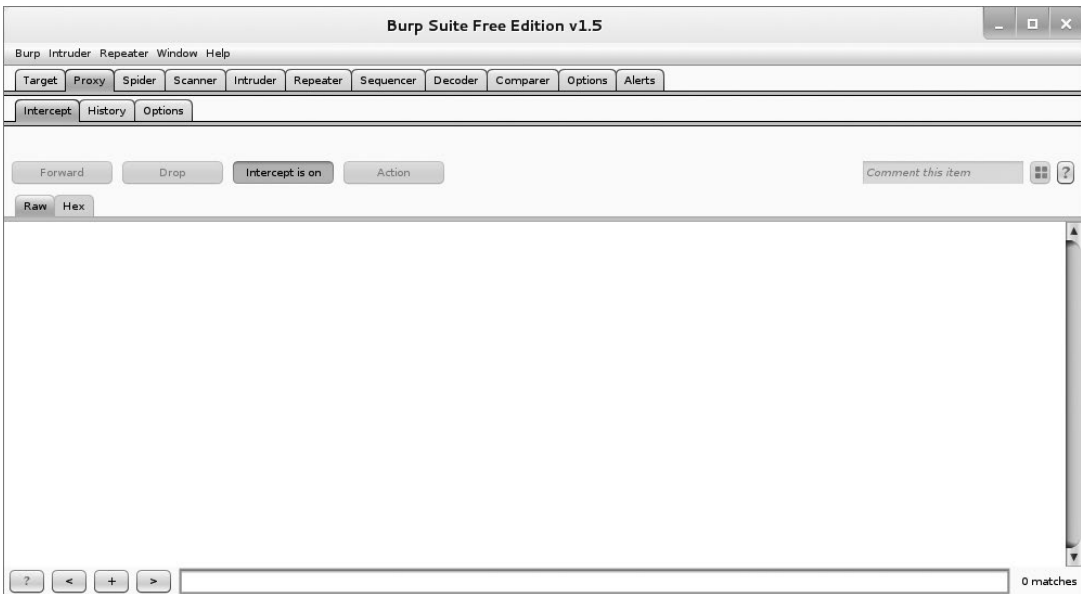 Burp Suite Free Edition v1.5
Burp Intruder Repeater Window Help
Target Proxy Spider Scanner Intruder Repeater Sequencer Decoder Comparer Options Alerts
Intercept History Options
Forward Drop Intercept is on Action Comment this item ?
Raw Hex
? < + > 0 matches